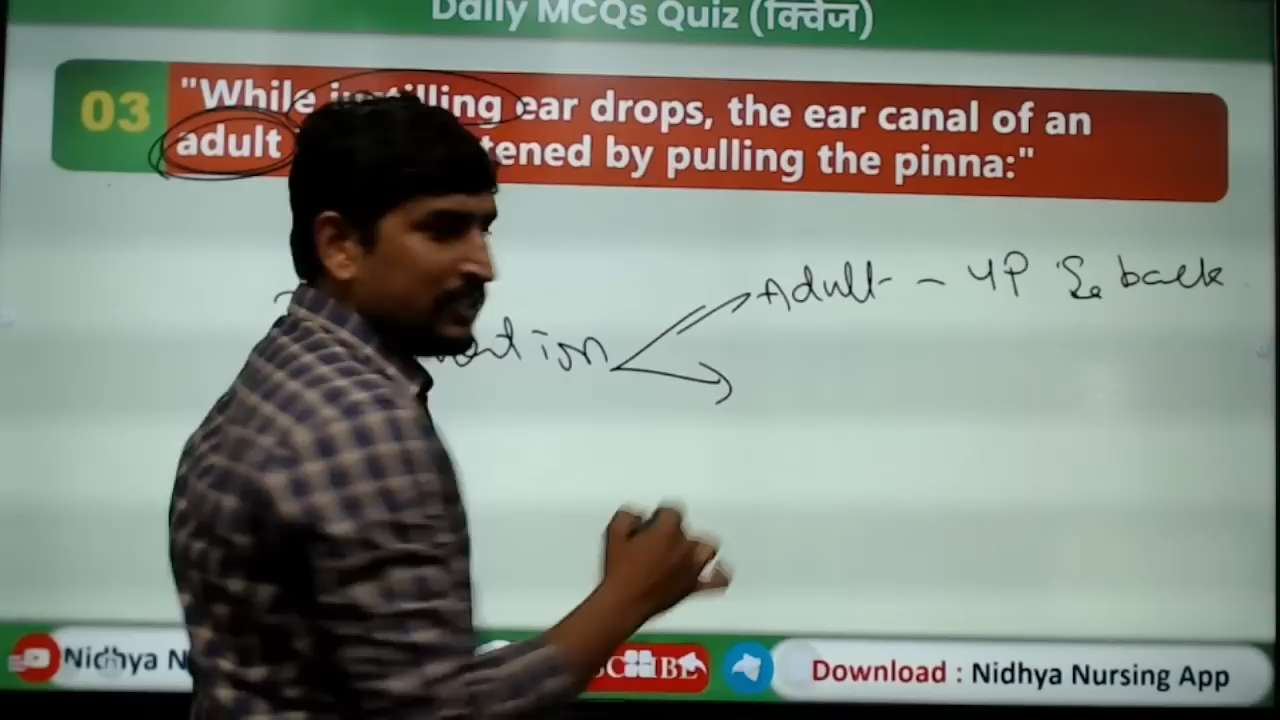 Daily MCQs Quiz (क्विज)
03 "While instilling ear drops, the ear canal of an
adult tened by pulling the pinna:"
Adult - UP & back
Nidhya N
Download : Nidhya Nursing App